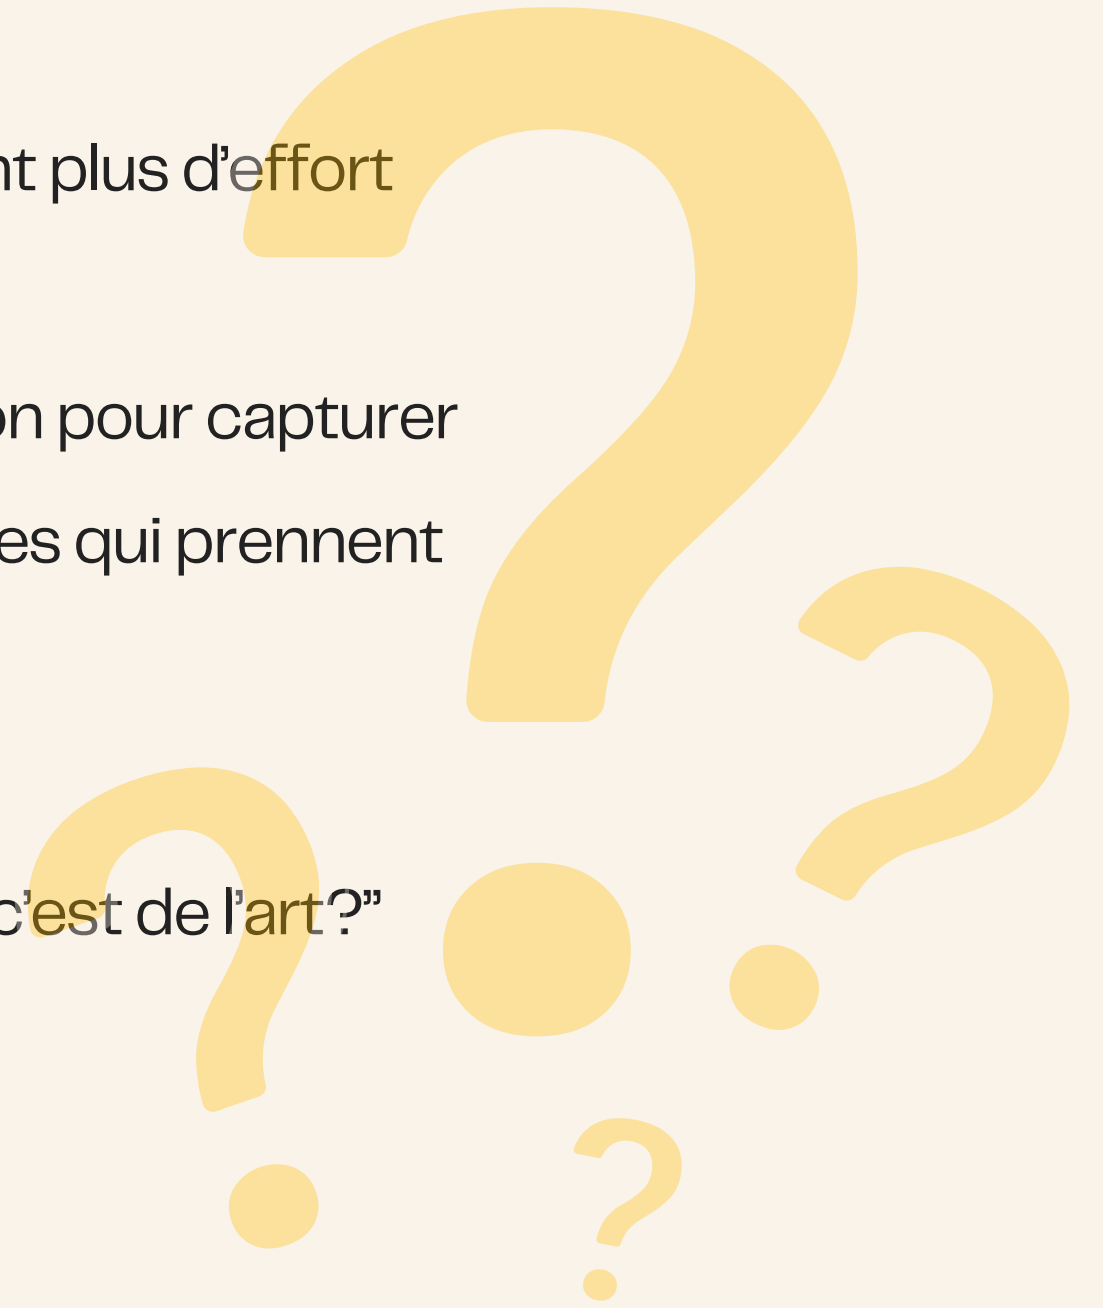 nt plus d’effort
on pour capturer
es qui prennent
c’est de l’art?”